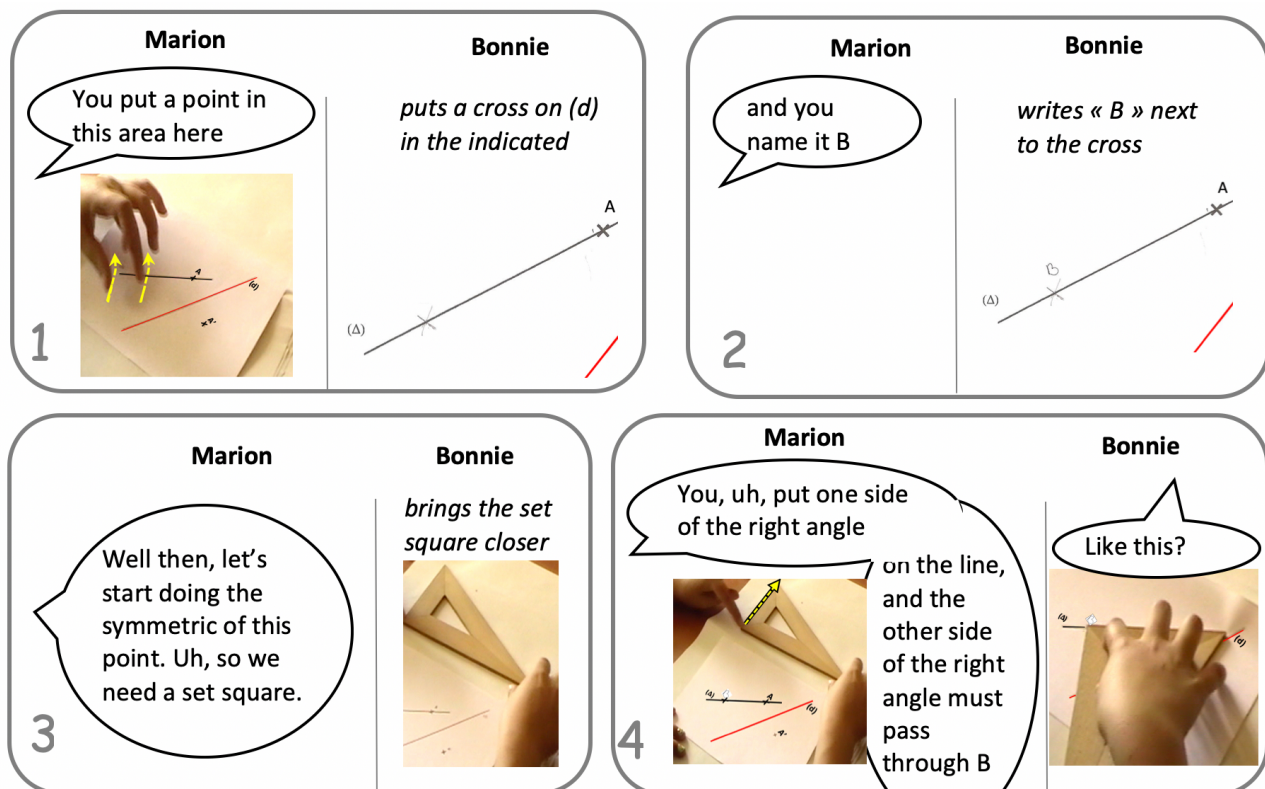 Marion
Bonnie
You put a point in
this area here
puts a cross on (d)
in the indicated
A
(Δ)
A
(d)
1
Marion
Bonnie
and you
name it B
writes « B » next
to the cross
A
B
(Δ)
2
Marion
Bonnie
Well then, let's
start doing the
symmetric of this
point. Uh, so we
need a set square.
brings the set
square closer
3
Marion
Bonnie
You, uh, put one side
of the right angle
on the line,
and the
other side
of the right
angle must
pass
through B
Like this?
(Δ)
B
A
(d)
(Δ)
(d)
4